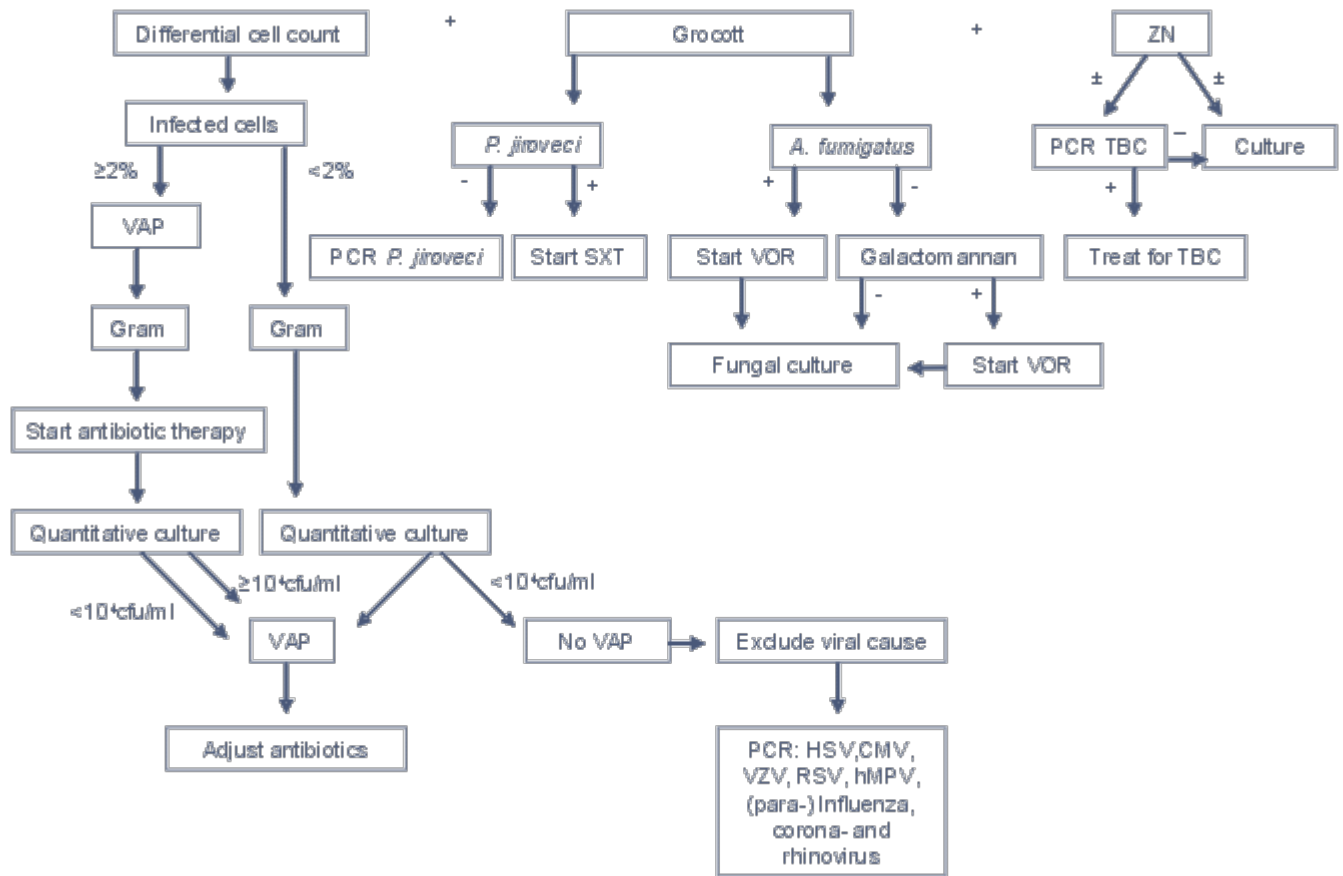 Differential cell count
+
Grocott
+
ZN
±
±
Infected cells
P. jiroveci
A. fumigatus
PCR TBC
–
Culture
≥2%
<2%
-
+
+
-
+
VAP
PCR P. jiroveci
Start SXT
Start VOR
Galactomannan
Treat for TBC
-
+
Gram
Gram
Fungal culture
Start VOR
Start antibiotic therapy
Quantitative culture
Quantitative culture
≥10⁴cfu/ml
<10⁴cfu/ml
<10⁴cfu/ml
VAP
No VAP
Exclude viral cause
Adjust antibiotics
PCR: HSV,CMV,
VZV, RSV, hMPV,
(para-) Influenza,
corona- and
rhinovirus